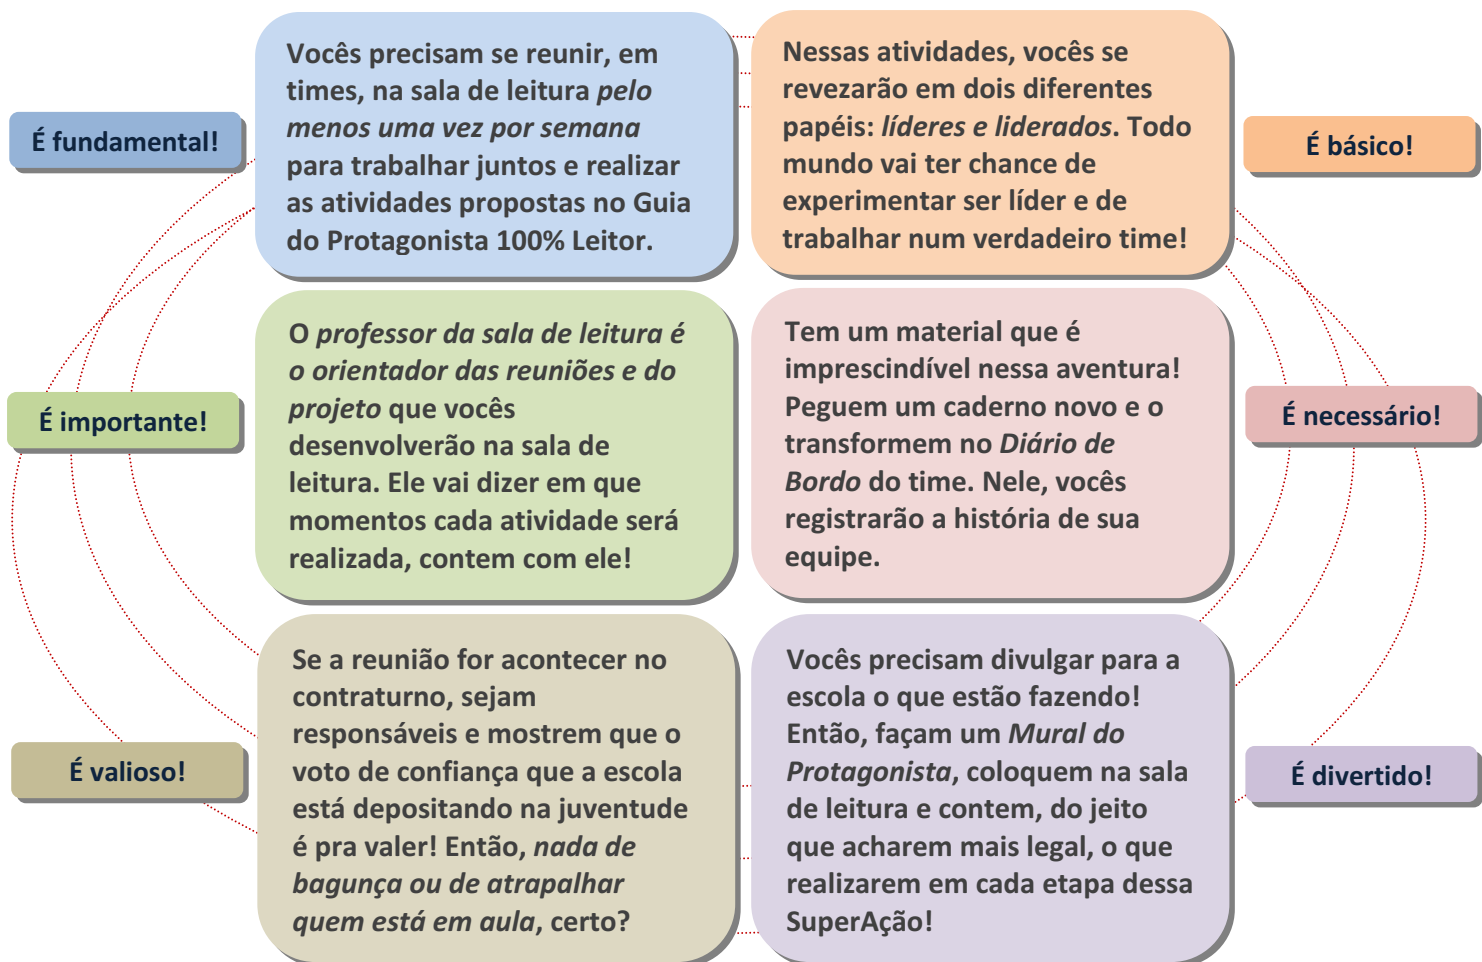 É fundamental!
Vocês precisam se reunir, em
times, na sala de leitura pelo
menos uma vez por semana
para trabalhar juntos e realizar
as atividades propostas no Guia
do Protagonista 100% Leitor.
Nessas atividades, vocês se
revezarão em dois diferentes
papéis: líderes e liderados. Todo
mundo vai ter chance de
experimentar ser líder e de
trabalhar num verdadeiro time!
É básico!
É importante!
O professor da sala de leitura é
o orientador das reuniões e do
projeto que vocês
desenvolverão na sala de
leitura. Ele vai dizer em que
momentos cada atividade será
realizada, contem com ele!
Tem um material que é
imprescindível nessa aventura!
Peguem um caderno novo e o
transformem no Diário de
Bordo do time. Nele, vocês
registrarão a história de sua
equipe.
É necessário!
É valioso!
Se a reunião for acontecer no
contraturno, sejam
responsáveis e mostrem que o
voto de confiança que a escola
está depositando na juventude
é pra valer! Então, nada de
bagunça ou de atrapalhar
quem está em aula, certo?
Vocês precisam divulgar para a
escola o que estão fazendo!
Então, façam um Mural do
Protagonista, coloquem na sala
de leitura e contem, do jeito
que acharem mais legal, o que
realizarem em cada etapa dessa
SuperAção!
É divertido!